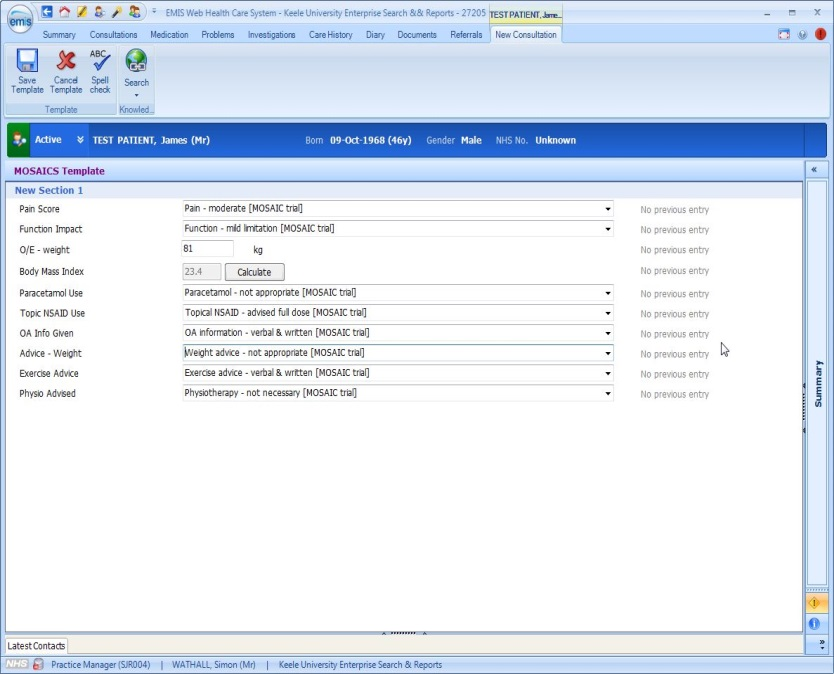 EMIS Web Health Care System - Keele University Enterprise Search && Reports - 27205
TEST PATIENT, Jame...
emis
Summary Consultations Medication Problems Investigations Care History Diary Documents Referrals New Consultation
Save Template Cancel Template ABC Spell check Search
Template Knowled...
Active TEST PATIENT, James (Mr) Born 09-Oct-1968 (46y) Gender Male NHS No. Unknown
MOSAICS Template
New Section 1
Pain Score Pain - moderate [MOSAIC trial] No previous entry
Function Impact Function - mild limitation [MOSAIC trial] No previous entry
O/E - weight 81 kg No previous entry
Body Mass Index 23.4 Calculate No previous entry
Paracetamol Use Paracetamol - not appropriate [MOSAIC trial] No previous entry
Topic NSAID Use Topical NSAID - advised full dose [MOSAIC trial] No previous entry
OA Info Given OA information - verbal & written [MOSAIC trial] No previous entry
Advice - Weight Weight advice - not appropriate [MOSAIC trial] No previous entry
Exercise Advice Exercise advice - verbal & written [MOSAIC trial] No previous entry
Physio Advised Physiotherapy - not necessary [MOSAIC trial] No previous entry
Summary
Latest Contacts
NHS Practice Manager (SJR004) | WATHALL, Simon (Mr) | Keele University Enterprise Search & Reports